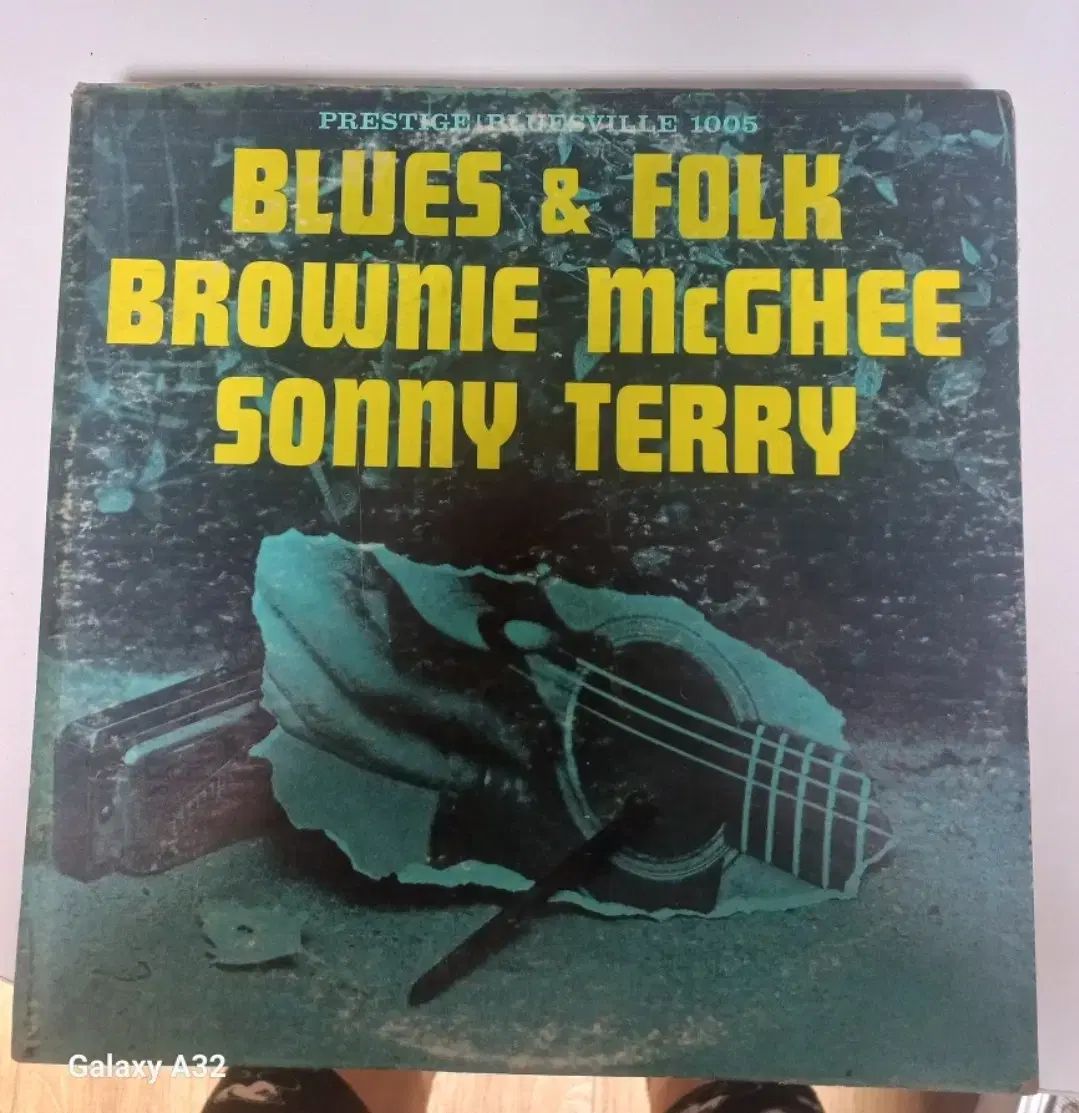 PRESTIGE | BLUESVILLE 1005
BLUES & FOLK
BROWNIE McGHEE
SONNY TERRY
Galaxy A32